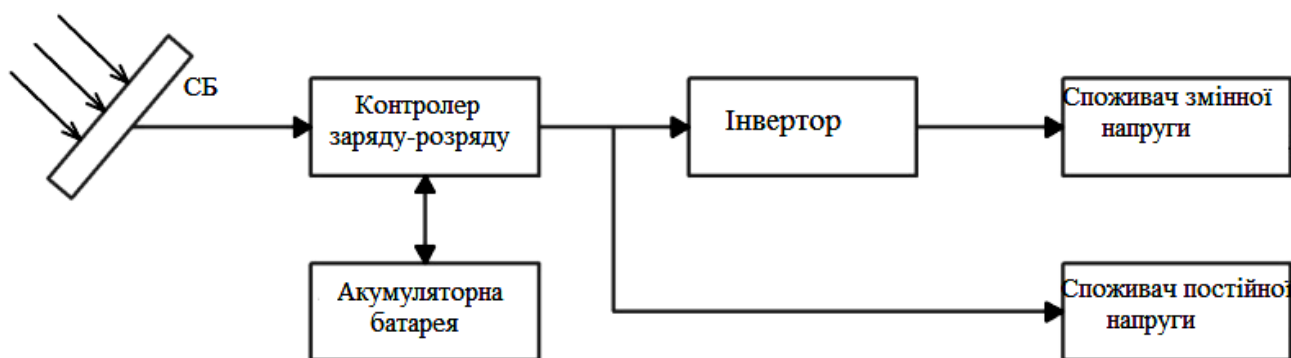 СБ
Контролер
заряду-розряду
Інвертор
Споживач змінної
напруги
Акумуляторна
батарея
Споживач постійної
напруги